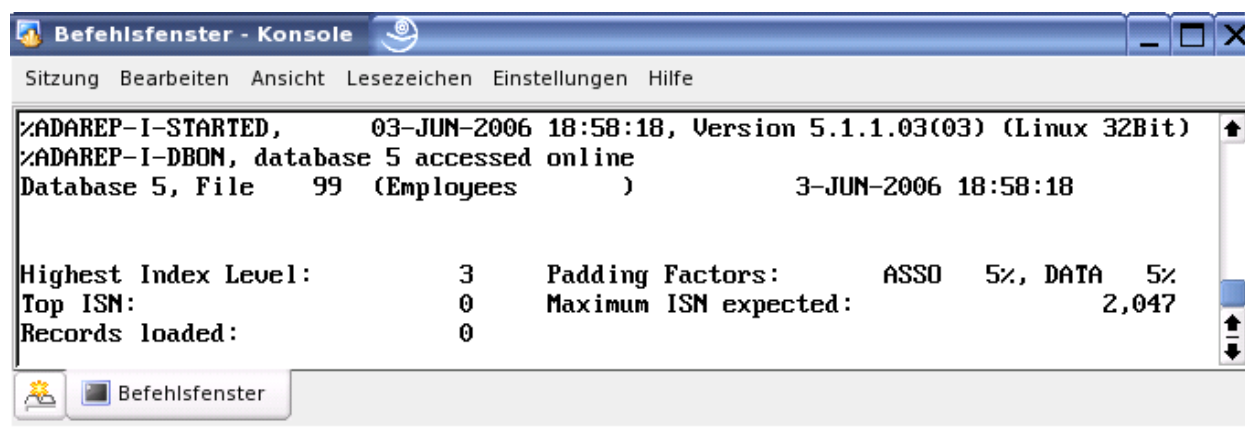 Befehlsfenster - Konsole
Sitzung Bearbeiten Ansicht Lesezeichen Einstellungen Hilfe
%ADAREP-I-STARTED,      03-JUN-2006 18:58:18, Version 5.1.1.03(03) (Linux 32Bit)
%ADAREP-I-DBON, database 5 accessed online
Database 5, File    99  (Employees       )          3-JUN-2006 18:58:18
Highest Index Level:         3    Padding Factors:      ASSO   5%, DATA   5%
Top ISN:                     0    Maximum ISN expected:               2,047
Records loaded:              0
Befehlsfenster